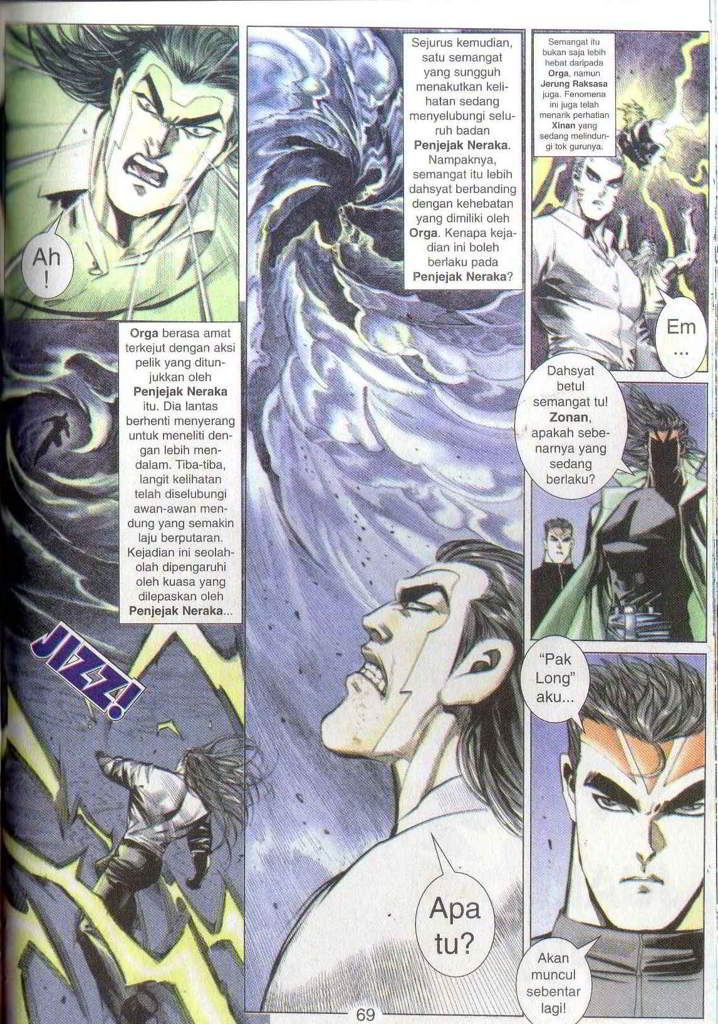 Ah
!
Orga berasa amat
terkejut dengan aksi
pelik yang ditun-
jukkan oleh
Penjejak Neraka
itu. Dia lantas
berhenti menyerang
untuk meneliti den-
gan lebih men-
dalam. Tiba-tiba,
langit kelihatan
telah diselubungi
awan-awan men-
dung yang semakin
laju berputaran.
Kejadian ini seolah-
olah dipengaruhi
oleh kuasa yang
dilepaskan oleh
Penjejak Neraka...
JIZZ!
Sejurus kemudian,
satu semangat
yang sungguh
menakutkan keli-
hatan sedang
menyelubungi selu-
ruh badan
Penjejak Neraka.
Nampaknya,
semangat itu lebih
dahsyat berbanding
dengan kehebatan
yang dimiliki oleh
Orga. Kenapa keja-
dian ini boleh
berlaku pada
Penjejak Neraka?
Apa
tu?
Semangat itu
bukan saja lebih
hebat daripada
Orga, namun
Jerung Raksasa
juga. Fenomena
ini juga telah
menarik perhatian
Xinan yang
sedang melindun-
gi tok gurunya.
Em
...
Dahsyat
betul
semangat tu!
Zonan,
apakah sebe-
narnya yang
sedang
berlaku?
"Pak
Long"
aku...
Akan
muncul
sebentar
lagi!
69